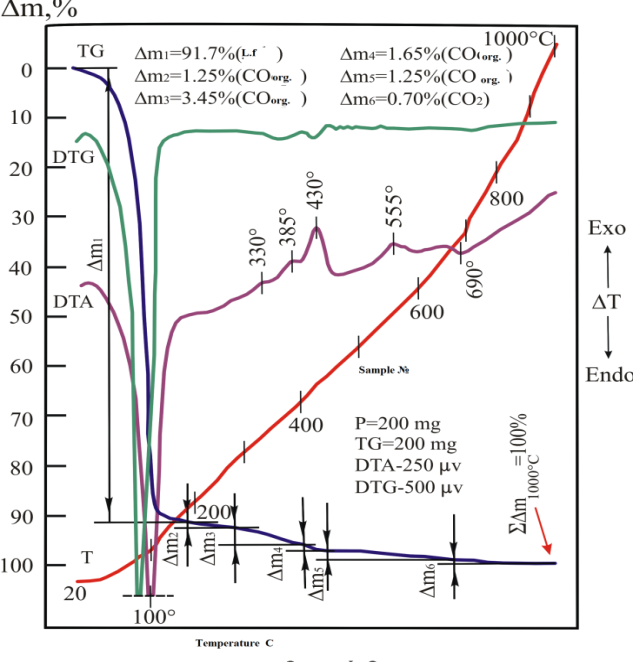 Δm,%
TG
1000°C
Δm₁=91.7%(L.f )
Δm₄=1.65%(COorg. )
Δm₂=1.25%(COorg. )
Δm₅=1.25%(CO org. )
Δm₃=3.45%(COorg. )
Δm₆=0.70%(CO₂)
0
10
DTG
20
800
30
330°
385°
430°
555°
Exo
40
Δm₁
690°
ΔT
DTA
50
600
Endo
60
Sample №
70
400
P=200 mg
TG=200 mg
80
DTA-250 μv
DTG-500 μv
ΣΔm1000°C=100%
90
200
Δm₂
Δm₃
Δm₄
Δm₅
Δm₆
100
T
20
100°
Temperature C